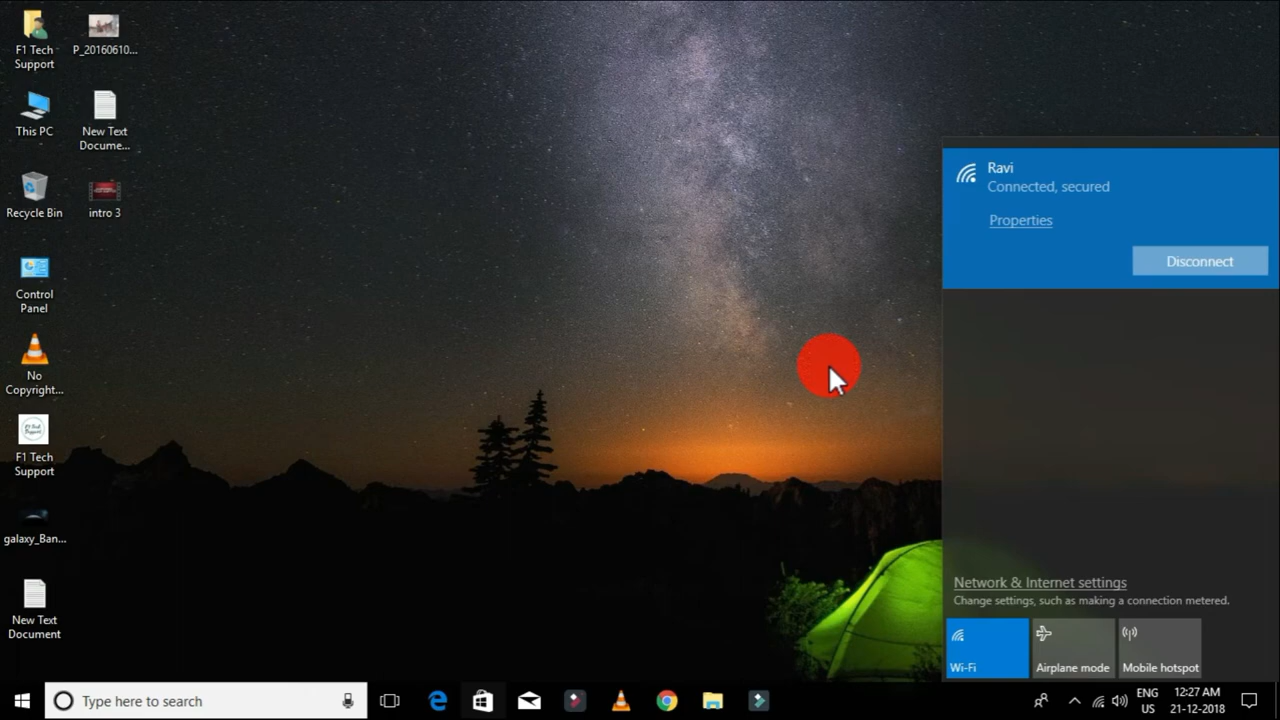 F1 Tech
Support
P_20160610...
This PC
New Text
Docume...
Recycle Bin
intro 3
Control
Panel
No
Copyright...
F1 Tech
Support
galaxy_Ban...
New Text
Document
Ravi
Connected, secured
Properties
Disconnect
Network & Internet settings
Change settings, such as making a connection metered.
Wi-Fi
Airplane mode
Mobile hotspot
Type here to search
ENG
US
12:27 AM
21-12-2018